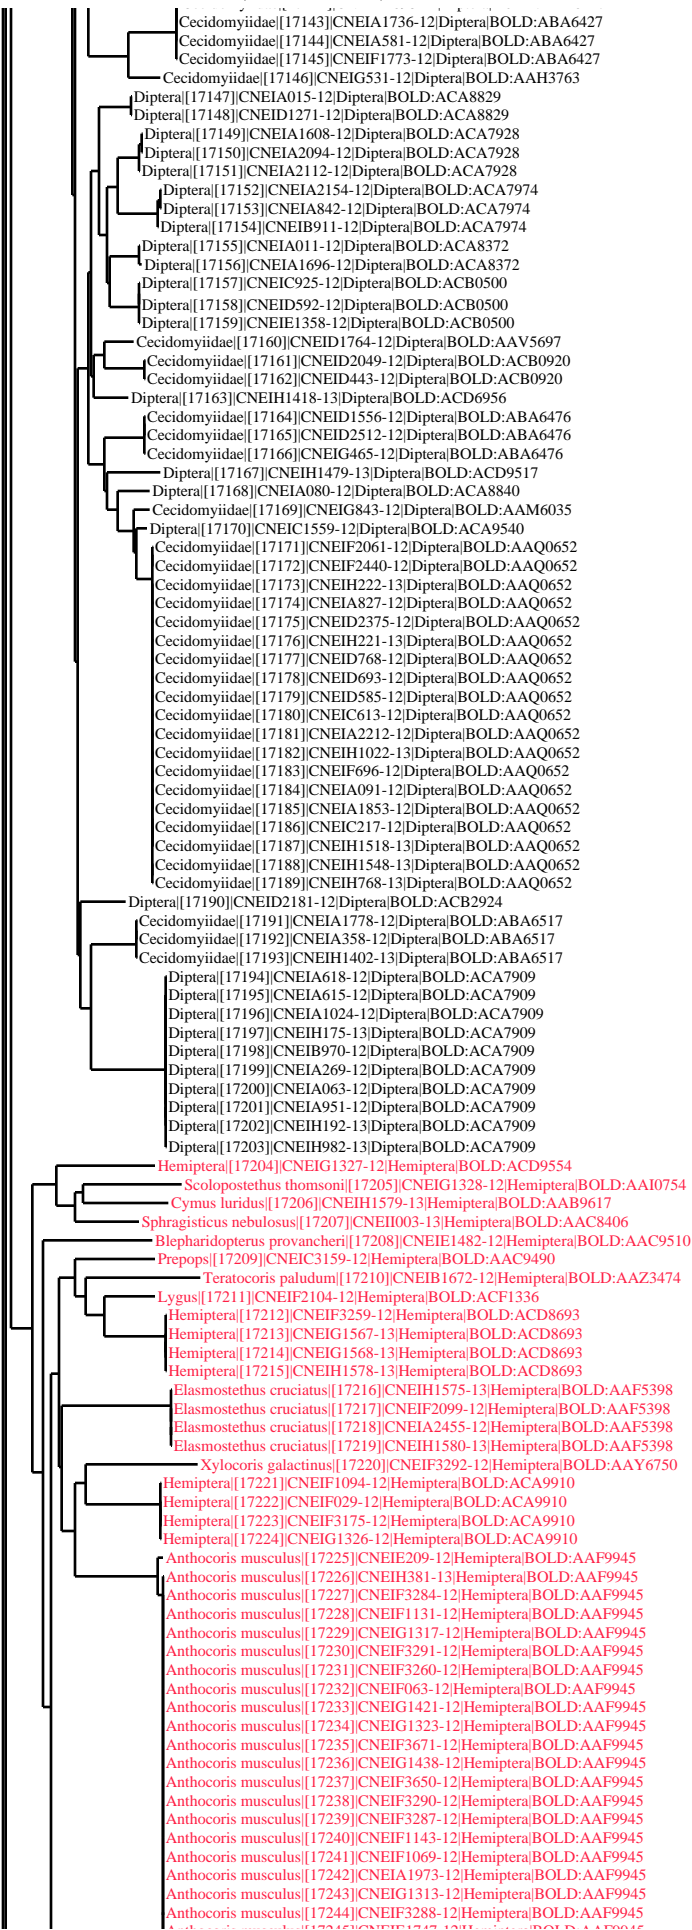 Cecidomyiidae|[17143]|CNEIA1736-12|Diptera|BOLD:ABA6427
Cecidomyiidae|[17144]|CNEIA581-12|Diptera|BOLD:ABA6427
Cecidomyiidae|[17145]|CNEIF1773-12|Diptera|BOLD:ABA6427
Cecidomyiidae|[17146]|CNEIG531-12|Diptera|BOLD:AAH3763
Diptera|[17147]|CNEIA015-12|Diptera|BOLD:ACA8829
Diptera|[17148]|CNEID1271-12|Diptera|BOLD:ACA8829
Diptera|[17149]|CNEIA1608-12|Diptera|BOLD:ACA7928
Diptera|[17150]|CNEIA2094-12|Diptera|BOLD:ACA7928
Diptera|[17151]|CNEIA2112-12|Diptera|BOLD:ACA7928
Diptera|[17152]|CNEIA2154-12|Diptera|BOLD:ACA7974
Diptera|[17153]|CNEIA842-12|Diptera|BOLD:ACA7974
Diptera|[17154]|CNEIB911-12|Diptera|BOLD:ACA7974
Diptera|[17155]|CNEIA011-12|Diptera|BOLD:ACA8372
Diptera|[17156]|CNEIA1696-12|Diptera|BOLD:ACA8372
Diptera|[17157]|CNEIC925-12|Diptera|BOLD:ACB0500
Diptera|[17158]|CNEID592-12|Diptera|BOLD:ACB0500
Diptera|[17159]|CNEIE1358-12|Diptera|BOLD:ACB0500
Cecidomyiidae|[17160]|CNEID1764-12|Diptera|BOLD:AAV5697
Cecidomyiidae|[17161]|CNEID2049-12|Diptera|BOLD:ACB0920
Cecidomyiidae|[17162]|CNEID443-12|Diptera|BOLD:ACB0920
Diptera|[17163]|CNEIH1418-13|Diptera|BOLD:ACD6956
Cecidomyiidae|[17164]|CNEID1556-12|Diptera|BOLD:ABA6476
Cecidomyiidae|[17165]|CNEID2512-12|Diptera|BOLD:ABA6476
Cecidomyiidae|[17166]|CNEIG465-12|Diptera|BOLD:ABA6476
Diptera|[17167]|CNEIH1479-13|Diptera|BOLD:ACD9517
Diptera|[17168]|CNEIA080-12|Diptera|BOLD:ACA8840
Cecidomyiidae|[17169]|CNEIG843-12|Diptera|BOLD:AAM6035
Diptera|[17170]|CNEIC1559-12|Diptera|BOLD:ACA9540
Cecidomyiidae|[17171]|CNEIF2061-12|Diptera|BOLD:AAQ0652
Cecidomyiidae|[17172]|CNEIF2440-12|Diptera|BOLD:AAQ0652
Cecidomyiidae|[17173]|CNEIH222-13|Diptera|BOLD:AAQ0652
Cecidomyiidae|[17174]|CNEIA827-12|Diptera|BOLD:AAQ0652
Cecidomyiidae|[17175]|CNEID2375-12|Diptera|BOLD:AAQ0652
Cecidomyiidae|[17176]|CNEIH221-13|Diptera|BOLD:AAQ0652
Cecidomyiidae|[17177]|CNEID768-12|Diptera|BOLD:AAQ0652
Cecidomyiidae|[17178]|CNEID693-12|Diptera|BOLD:AAQ0652
Cecidomyiidae|[17179]|CNEID585-12|Diptera|BOLD:AAQ0652
Cecidomyiidae|[17180]|CNEIC613-12|Diptera|BOLD:AAQ0652
Cecidomyiidae|[17181]|CNEIA2212-12|Diptera|BOLD:AAQ0652
Cecidomyiidae|[17182]|CNEIH1022-13|Diptera|BOLD:AAQ0652
Cecidomyiidae|[17183]|CNEIF696-12|Diptera|BOLD:AAQ0652
Cecidomyiidae|[17184]|CNEIA091-12|Diptera|BOLD:AAQ0652
Cecidomyiidae|[17185]|CNEIA1853-12|Diptera|BOLD:AAQ0652
Cecidomyiidae|[17186]|CNEIC217-12|Diptera|BOLD:AAQ0652
Cecidomyiidae|[17187]|CNEIH1518-13|Diptera|BOLD:AAQ0652
Cecidomyiidae|[17188]|CNEIH1548-13|Diptera|BOLD:AAQ0652
Cecidomyiidae|[17189]|CNEIH768-13|Diptera|BOLD:AAQ0652
Diptera|[17190]|CNEID2181-12|Diptera|BOLD:ACB2924
Cecidomyiidae|[17191]|CNEIA1778-12|Diptera|BOLD:ABA6517
Cecidomyiidae|[17192]|CNEIA358-12|Diptera|BOLD:ABA6517
Cecidomyiidae|[17193]|CNEIH1402-13|Diptera|BOLD:ABA6517
Diptera|[17194]|CNEIA618-12|Diptera|BOLD:ACA7909
Diptera|[17195]|CNEIA615-12|Diptera|BOLD:ACA7909
Diptera|[17196]|CNEIA1024-12|Diptera|BOLD:ACA7909
Diptera|[17197]|CNEIH175-13|Diptera|BOLD:ACA7909
Diptera|[17198]|CNEIB970-12|Diptera|BOLD:ACA7909
Diptera|[17199]|CNEIA269-12|Diptera|BOLD:ACA7909
Diptera|[17200]|CNEIA063-12|Diptera|BOLD:ACA7909
Diptera|[17201]|CNEIA951-12|Diptera|BOLD:ACA7909
Diptera|[17202]|CNEIH192-13|Diptera|BOLD:ACA7909
Diptera|[17203]|CNEIH982-13|Diptera|BOLD:ACA7909
Hemiptera|[17204]|CNEIG1327-12|Hemiptera|BOLD:ACD9554
Scolopostethus thomsoni|[17205]|CNEIG1328-12|Hemiptera|BOLD:AAI0754
Cymus luridus|[17206]|CNEIH1579-13|Hemiptera|BOLD:AAB9617
Sphragisticus nebulosus|[17207]|CNEII003-13|Hemiptera|BOLD:AAC8406
Blepharidopterus provancheri|[17208]|CNEIE1482-12|Hemiptera|BOLD:AAC9510
Prepops|[17209]|CNEIC3159-12|Hemiptera|BOLD:AAC9490
Teratocoris paludum|[17210]|CNEIB1672-12|Hemiptera|BOLD:AAZ3474
Lygus|[17211]|CNEIF2104-12|Hemiptera|BOLD:ACF1336
Hemiptera|[17212]|CNEIF3259-12|Hemiptera|BOLD:ACD8693
Hemiptera|[17213]|CNEIG1567-13|Hemiptera|BOLD:ACD8693
Hemiptera|[17214]|CNEIG1568-13|Hemiptera|BOLD:ACD8693
Hemiptera|[17215]|CNEIH1578-13|Hemiptera|BOLD:ACD8693
Elasmostethus cruciatus|[17216]|CNEIH1575-13|Hemiptera|BOLD:AAF5398
Elasmostethus cruciatus|[17217]|CNEIF2099-12|Hemiptera|BOLD:AAF5398
Elasmostethus cruciatus|[17218]|CNEIA2455-12|Hemiptera|BOLD:AAF5398
Elasmostethus cruciatus|[17219]|CNEIH1580-13|Hemiptera|BOLD:AAF5398
Xylocoris galactinus|[17220]|CNEIF3292-12|Hemiptera|BOLD:AAY6750
Hemiptera|[17221]|CNEIF1094-12|Hemiptera|BOLD:ACA9910
Hemiptera|[17222]|CNEIF029-12|Hemiptera|BOLD:ACA9910
Hemiptera|[17223]|CNEIF3175-12|Hemiptera|BOLD:ACA9910
Hemiptera|[17224]|CNEIG1326-12|Hemiptera|BOLD:ACA9910
Anthocoris musculus|[17225]|CNEIE209-12|Hemiptera|BOLD:AAF9945
Anthocoris musculus|[17226]|CNEIH381-13|Hemiptera|BOLD:AAF9945
Anthocoris musculus|[17227]|CNEIF3284-12|Hemiptera|BOLD:AAF9945
Anthocoris musculus|[17228]|CNEIF1131-12|Hemiptera|BOLD:AAF9945
Anthocoris musculus|[17229]|CNEIG1317-12|Hemiptera|BOLD:AAF9945
Anthocoris musculus|[17230]|CNEIF3291-12|Hemiptera|BOLD:AAF9945
Anthocoris musculus|[17231]|CNEIF3260-12|Hemiptera|BOLD:AAF9945
Anthocoris musculus|[17232]|CNEIF063-12|Hemiptera|BOLD:AAF9945
Anthocoris musculus|[17233]|CNEIG1421-12|Hemiptera|BOLD:AAF9945
Anthocoris musculus|[17234]|CNEIG1323-12|Hemiptera|BOLD:AAF9945
Anthocoris musculus|[17235]|CNEIF3671-12|Hemiptera|BOLD:AAF9945
Anthocoris musculus|[17236]|CNEIG1438-12|Hemiptera|BOLD:AAF9945
Anthocoris musculus|[17237]|CNEIF3650-12|Hemiptera|BOLD:AAF9945
Anthocoris musculus|[17238]|CNEIF3290-12|Hemiptera|BOLD:AAF9945
Anthocoris musculus|[17239]|CNEIF3287-12|Hemiptera|BOLD:AAF9945
Anthocoris musculus|[17240]|CNEIF1143-12|Hemiptera|BOLD:AAF9945
Anthocoris musculus|[17241]|CNEIF1069-12|Hemiptera|BOLD:AAF9945
Anthocoris musculus|[17242]|CNEIA1973-12|Hemiptera|BOLD:AAF9945
Anthocoris musculus|[17243]|CNEIG1313-12|Hemiptera|BOLD:AAF9945
Anthocoris musculus|[17244]|CNEIF3288-12|Hemiptera|BOLD:AAF9945